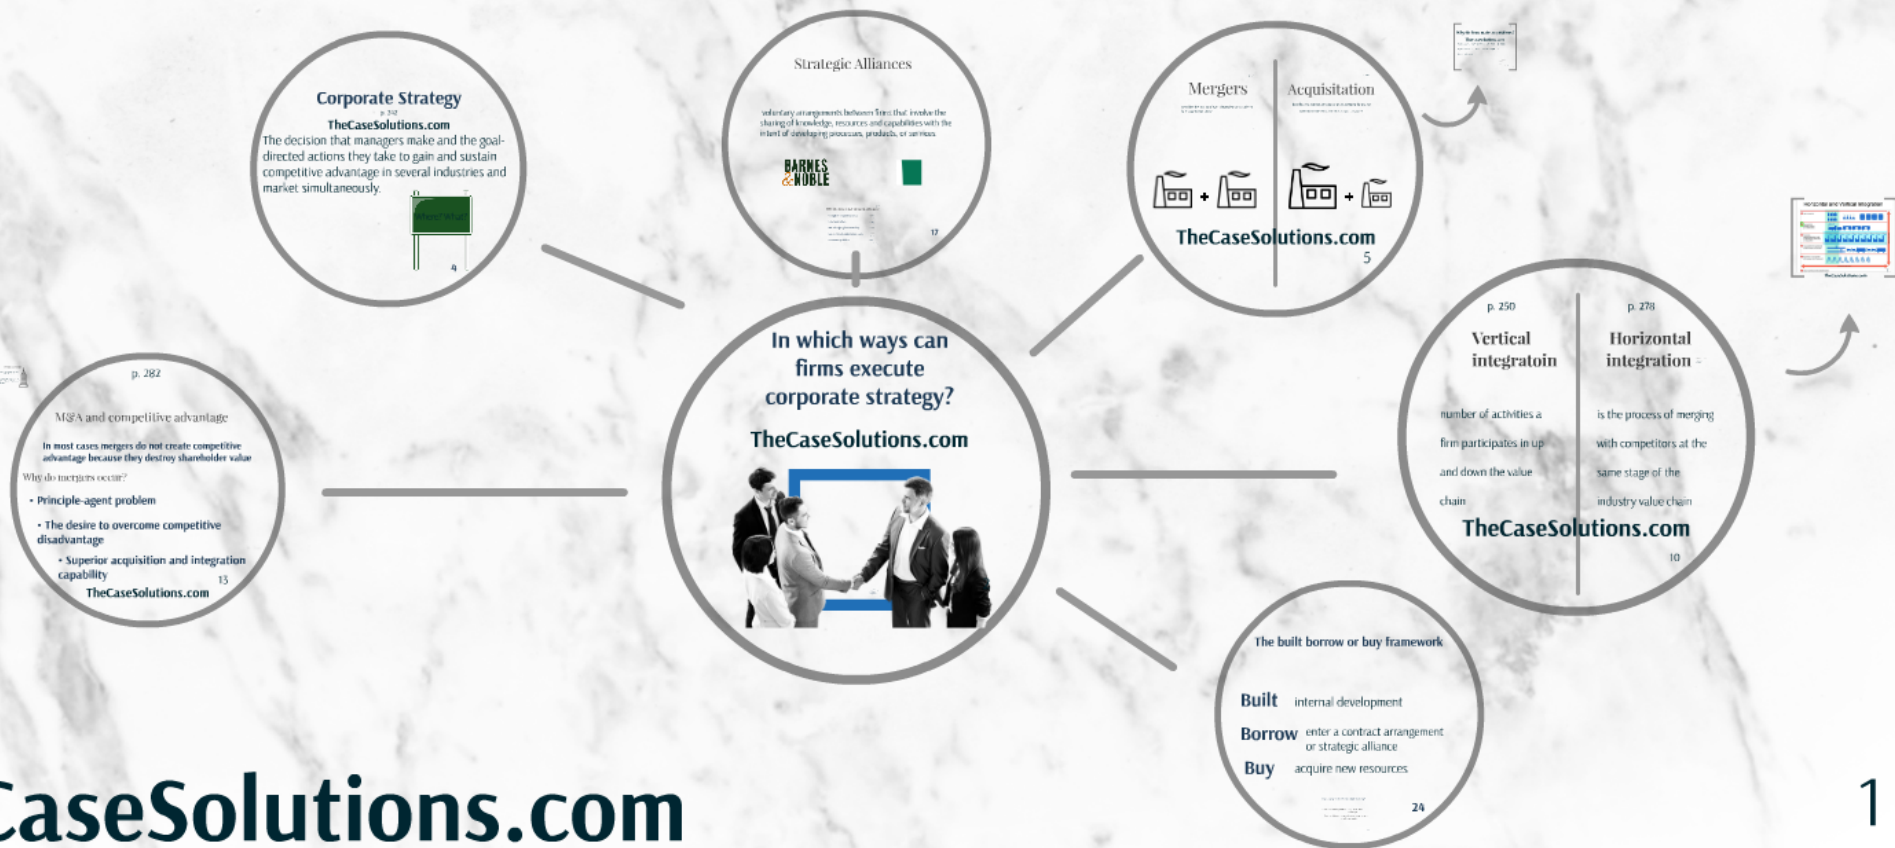 Corporate Strategy
TheCaseSolutions.com
The decision that managers make and the goal-
directed actions they take to gain and sustain
competitive advantage in several industries and
market simultaneously.
Where? What?
4
Strategic Alliances
voluntary arrangements between firms that involve the
sharing of knowledge, resources and capabilities with the
intent of developing processes, products, or services
BARNES
&NOBLE
17
Mergers
Acquisitation
+
+
TheCaseSolutions.com
5
Horizontal and Vertical Integration
TheCaseSolutions.com
p. 250
Vertical
integratoin
number of activities a
firm participates in up
and down the value
chain
p. 278
Horizontal
integration
is the process of merging
with competitors at the
same stage of the
industry value chain
TheCaseSolutions.com
10
p. 282
M&A and competitive advantage
In most cases mergers do not create competitive
advantage because they destroy shareholder value
Why do mergers occur?
• Principle-agent problem
• The desire to overcome competitive
disadvantage
• Superior acquisition and integration
capability
13
TheCaseSolutions.com
In which ways can
firms execute
corporate strategy?
TheCaseSolutions.com
The built borrow or buy framework
Built internal development
Borrow enter a contract arrangement
or strategic alliance
Buy acquire new resources
24
CaseSolutions.com
1